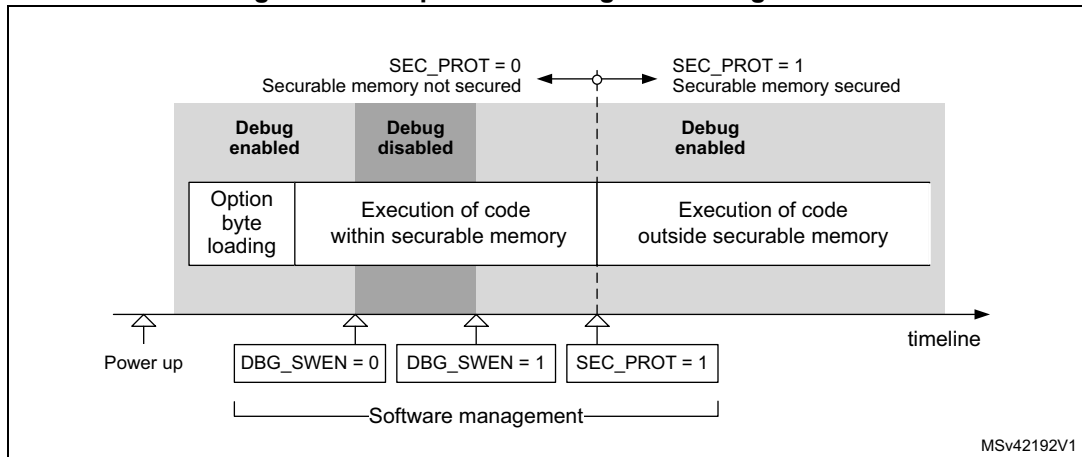 SEC_PROT = 0
Securable memory not secured
SEC_PROT = 1
Securable memory secured
Debug
enabled
Debug
disabled
Debug
enabled
Option
byte
loading
Execution of code
within securable memory
Execution of code
outside securable memory
timeline
Power up
DBG_SWEN = 0
DBG_SWEN = 1
SEC_PROT = 1
Software management
MSv42192V1